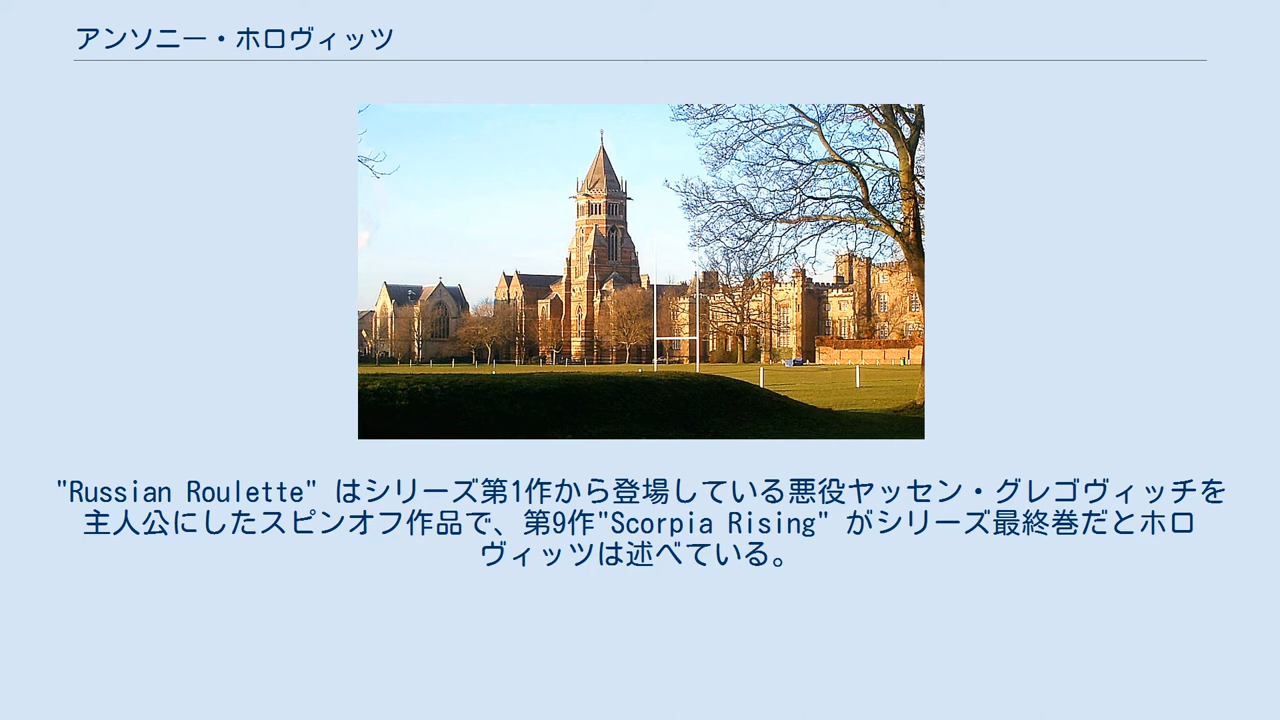 アンソニー・ホロヴィッツ
"Russian Roulette" はシリーズ第1作から登場している悪役ヤッセン・グレゴヴィッチを
主人公にしたスピンオフ作品で、第9作"Scorpia Rising" がシリーズ最終巻だとホロ
ヴィッツは述べている。